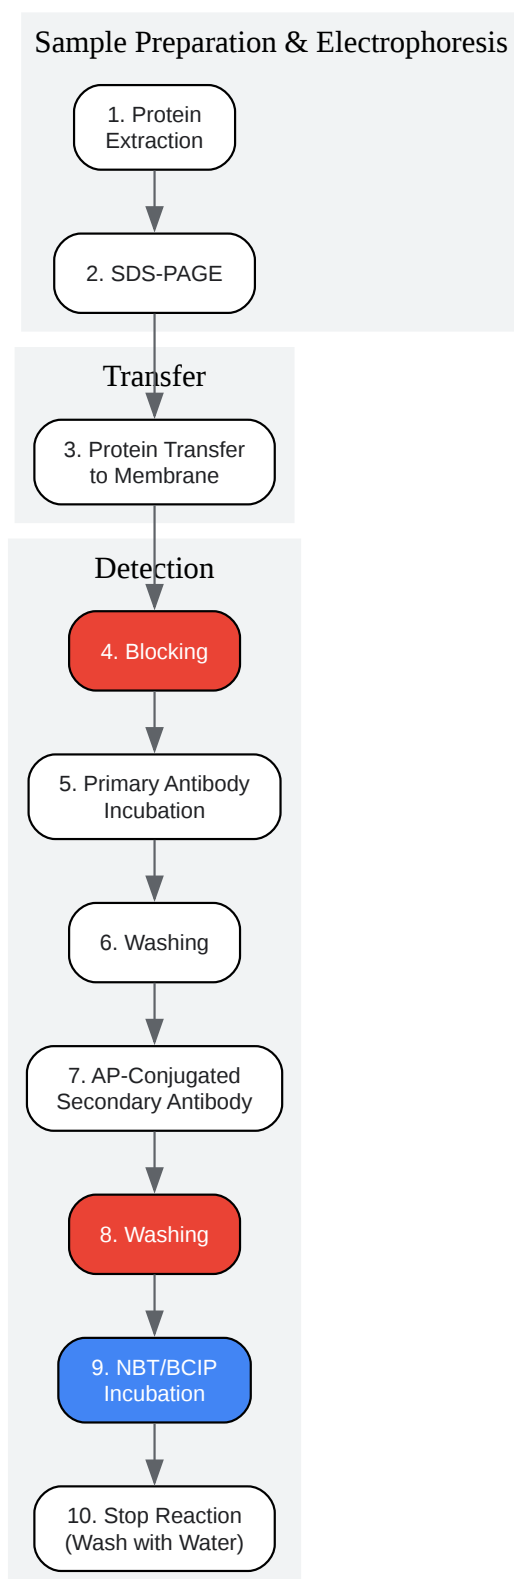 Sample Preparation & Electrophoresis
1. Protein
Extraction
2. SDS-PAGE
Transfer
3. Protein Transfer
to Membrane
Detection
4. Blocking
5. Primary Antibody
Incubation
6. Washing
7. AP-Conjugated
Secondary Antibody
8. Washing
9. NBT/BCIP
Incubation
10. Stop Reaction
(Wash with Water)